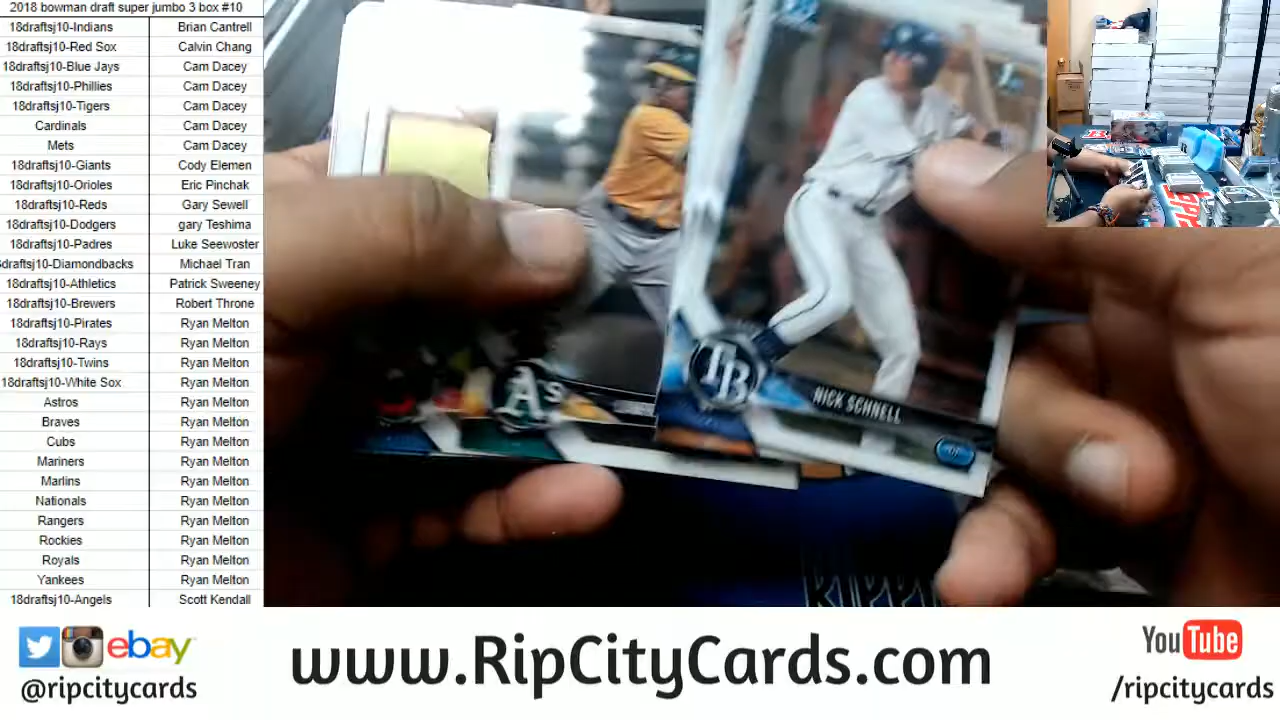 2018 bowman draft super jumbo 3 box #10
18draftsj10-Indians Brian Cantrell
18draftsj10-Red Sox Calvin Chang
18draftsj10-Blue Jays Cam Dacey
18draftsj10-Phillies Cam Dacey
18draftsj10-Tigers Cam Dacey
Cardinals Cam Dacey
Mets Cam Dacey
18draftsj10-Giants Cody Elemen
18draftsj10-Orioles Eric Pinchak
18draftsj10-Reds Gary Sewell
18draftsj10-Dodgers gary Teshima
18draftsj10-Padres Luke Seewoster
draftsj10-Diamondbacks Michael Tran
18draftsj10-Athletics Patrick Sweeney
18draftsj10-Brewers Robert Throne
18draftsj10-Pirates Ryan Melton
18draftsj10-Rays Ryan Melton
18draftsj10-Twins Ryan Melton
18draftsj10-White Sox Ryan Melton
Astros Ryan Melton
Braves Ryan Melton
Cubs Ryan Melton
Mariners Ryan Melton
Marlins Ryan Melton
Nationals Ryan Melton
Rangers Ryan Melton
Rockies Ryan Melton
Royals Ryan Melton
Yankees Ryan Melton
18draftsj10-Angels Scott Kendall
A's
TB
NICK SCHNELL
OF
RIPPI
TOPPS
ebay
@ripcitycards
www.RipCityCards.com
YouTube
/ripcitycards